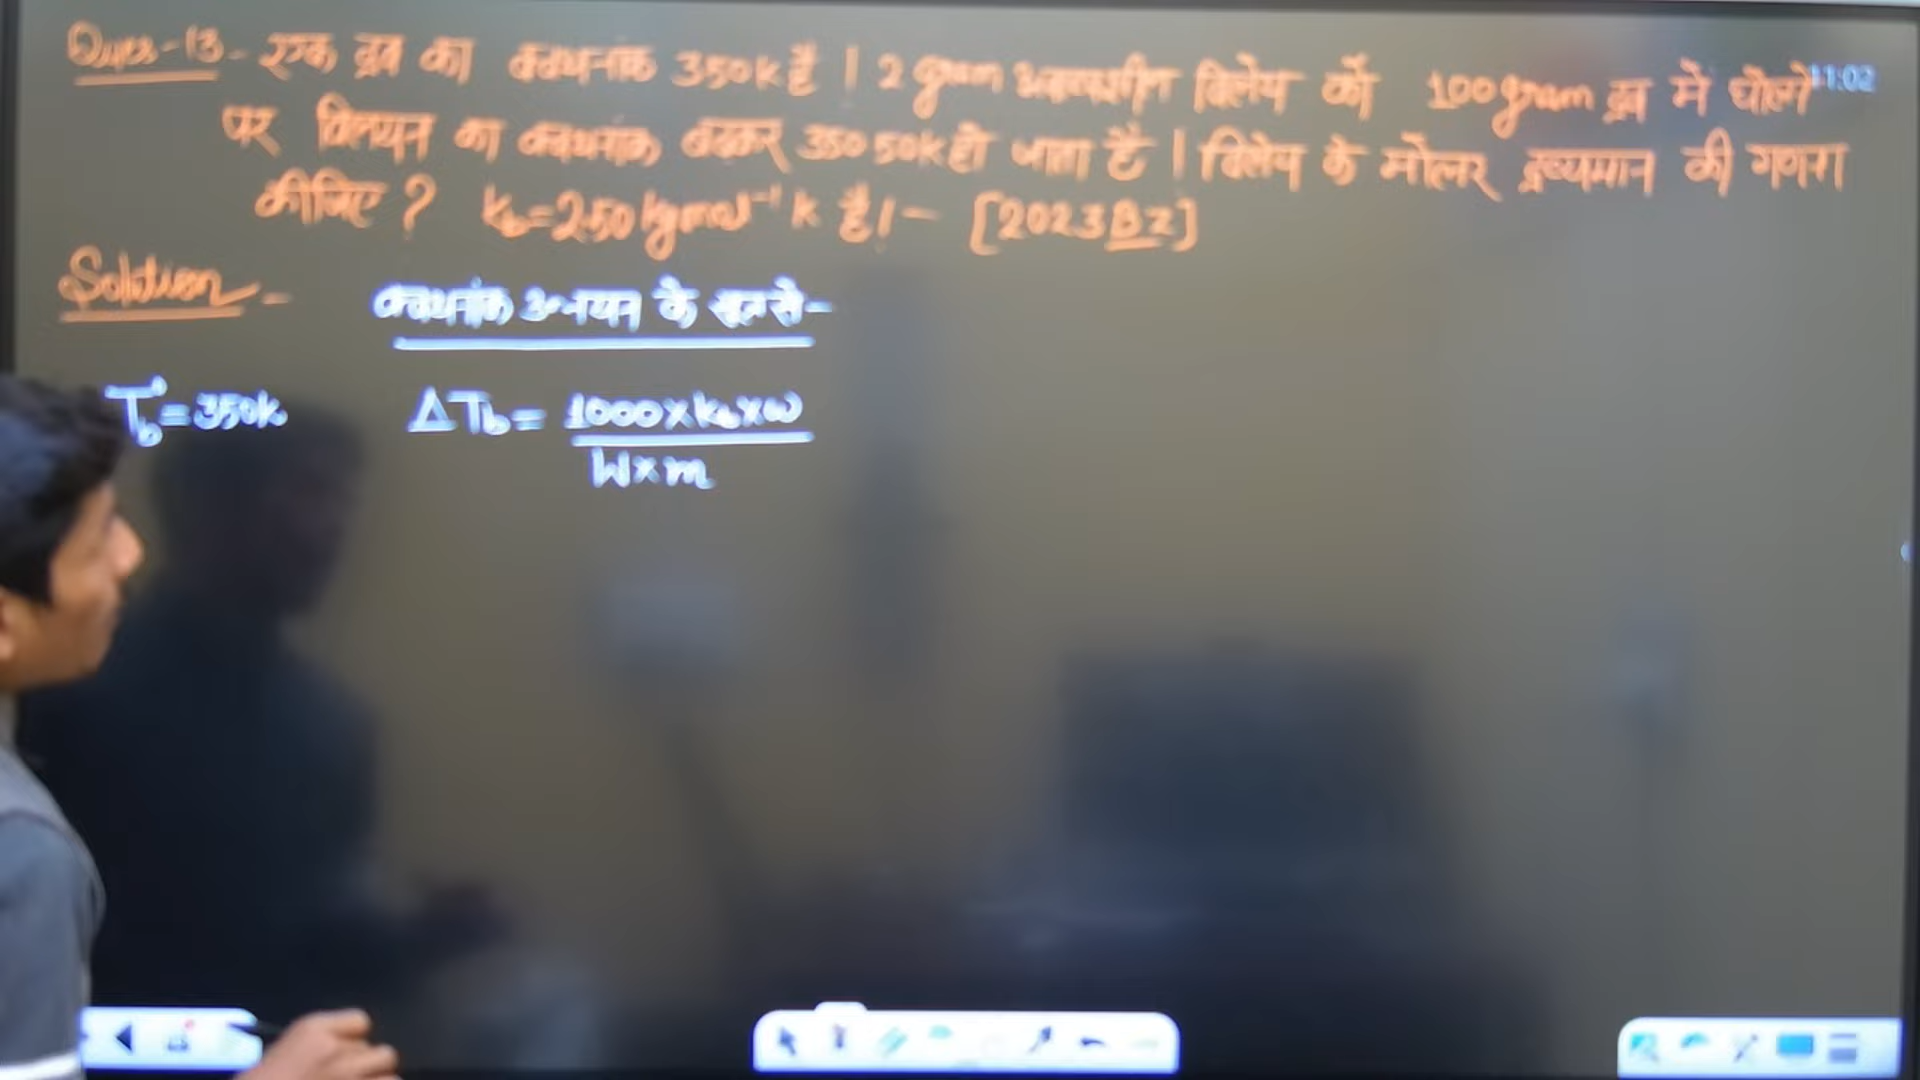 Ques-13- एक द्रव का क्वथनांक 350K है | 2 gram अवाष्पशील विलेय को 100 gram द्रव में घोलने
11:02
पर विलयन का क्वथनांक बढ़कर 350 50K हो जाता है | विलेय के मोलर द्रव्यमान की गणना
कीजिए ? Kb=2.50 kg mol⁻¹ K है।- [2023 BZ]
Solution -
क्वथनांक उन्नयन के सूत्र से-
T°b=350K
ΔTb= 1000×Kb×w
W×m